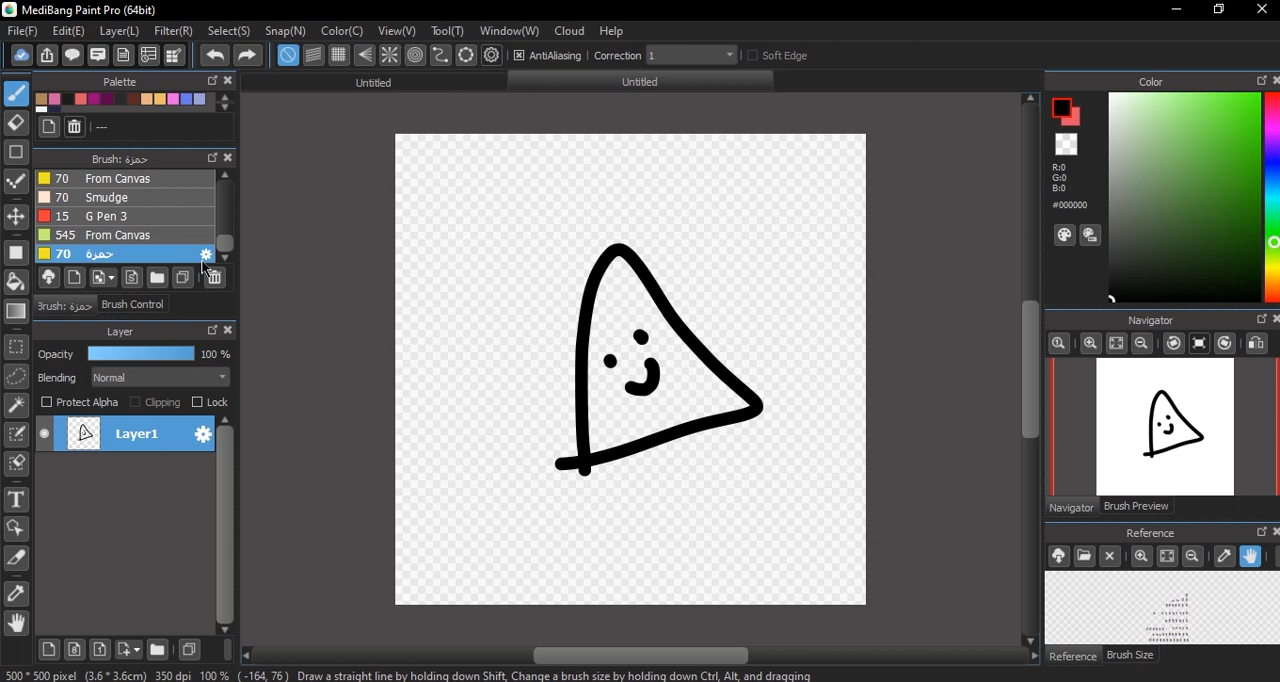 MediBang Paint Pro (64bit)
File(F) Edit(E) Layer(L) Filter(R) Select(S) Snap(N) Color(C) View(V) Tool(T) Window(W) Cloud Help
AntiAliasing Correction 1 Soft Edge
Palette
Untitled
Untitled
Color
---
Brush: حمزة
70 From Canvas
70 Smudge
15 G Pen 3
545 From Canvas
70 حمزة
R:0
G:0
B:0
#000000
Brush: حمزة
Brush Control
Layer
Opacity 100 %
Blending Normal
Protect Alpha Clipping Lock
Layer1
Navigator
Navigator Brush Preview
Reference
Reference Brush Size
500 * 500 pixel (3.6 * 3.6cm) 350 dpi 100 % ( -164, 76 ) Draw a straight line by holding down Shift, Change a brush size by holding down Ctrl, Alt, and dragging